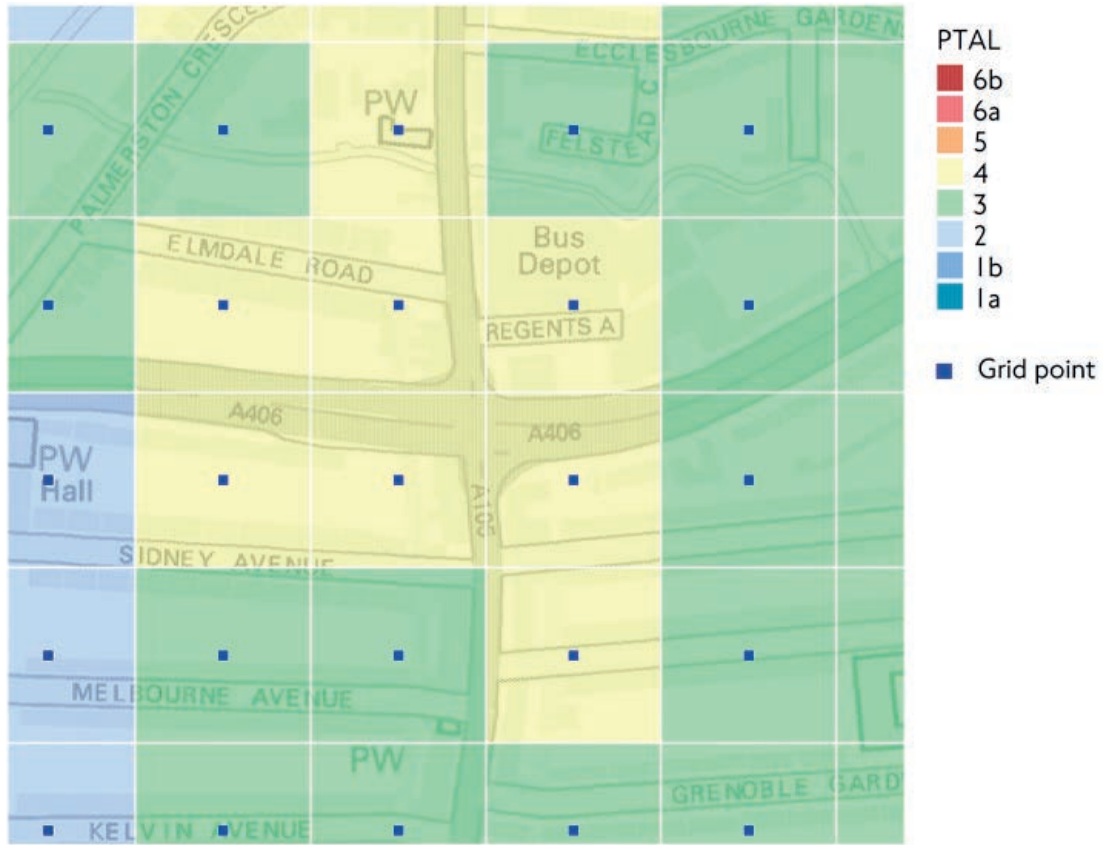 PALMERSTON CRESCE
ECCLESBOURNE GARDEN
PW
FELSTEAD C
ELMDALE ROAD
Bus
Depot
REGENTS A
A406
A406
PW
Hall
A105
SIDNEY AVENUE
MELBOURNE AVENUE
PW
GRENOBLE GARD
KELVIN AVENUE
PTAL
6b
6a
5
4
3
2
1b
1a
Grid point